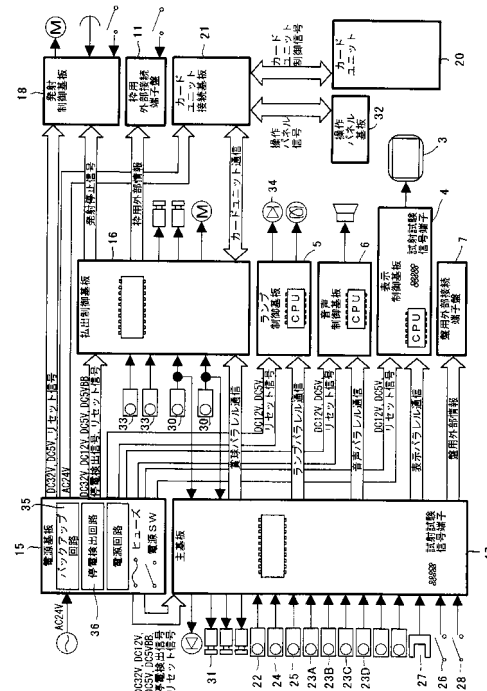 18
発射
制御基板
M
11
枠用
外部接続
端子盤
21
カード
ユニット
接続基板
カードユニット
制御信号
カード
ユニット
20
操作パネル
信号
操作パネル
基板
32
発射停止信号
枠用外部情報
カードユニット通信
16
払出制御基板
M
34
ランプ
制御基板
CPU
5
音声
制御基板
CPU
6
表示
制御基板
CPU
試射試験
信号端子
4
3
盤用外部接続
端子盤
7
DC32V, DC5V, リセット信号
AC24V
DC32V, DC12V, DC5V, DC5VBB,
停電検出信号, リセット信号
33
33
30
30
賞球パラレル通信
DC12V, DC5V,
リセット信号
ランプパラレル通信
DC12V, DC5V,
リセット信号
音声パラレル通信
DC12V, DC5V,
リセット信号
表示パラレル通信
盤用外部情報
15
35
電源基板
バックアップ
回路
停電検出回路
電源回路
ヒューズ
電源SW
36
AC24V
DC32V, DC12V,
DC5V, DC5VBB,
停電検出信号
リセット信号
主基板
試射試験
信号端子
31
22
24
25
23A
23B
23C
23D
27
26
28